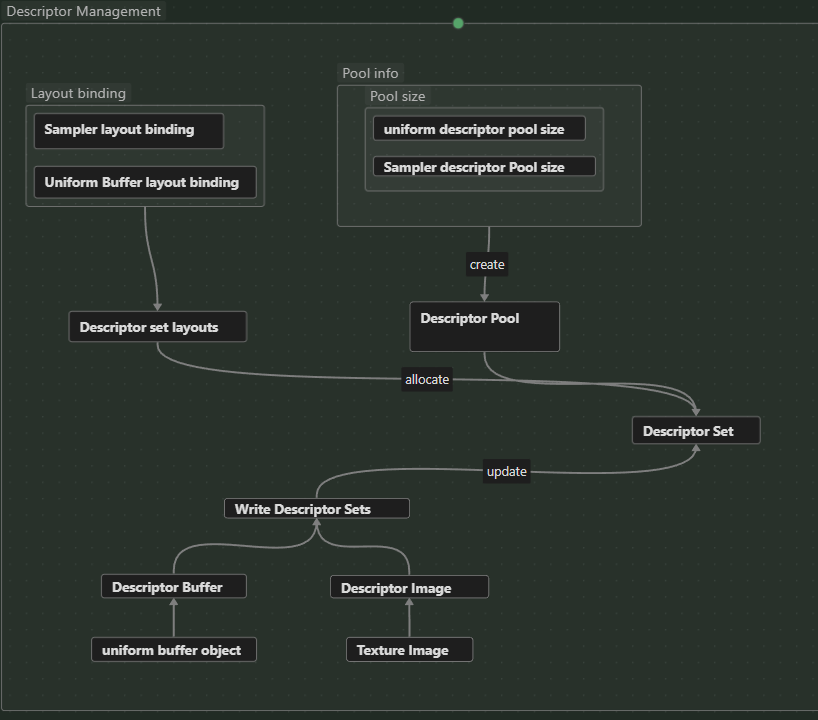 Descriptor Management
Layout binding
Sampler layout binding
Uniform Buffer layout binding
Pool info
Pool size
uniform descriptor pool size
Sampler descriptor Pool size
create
Descriptor set layouts
Descriptor Pool
allocate
Descriptor Set
update
Write Descriptor Sets
Descriptor Buffer
Descriptor Image
uniform buffer object
Texture Image